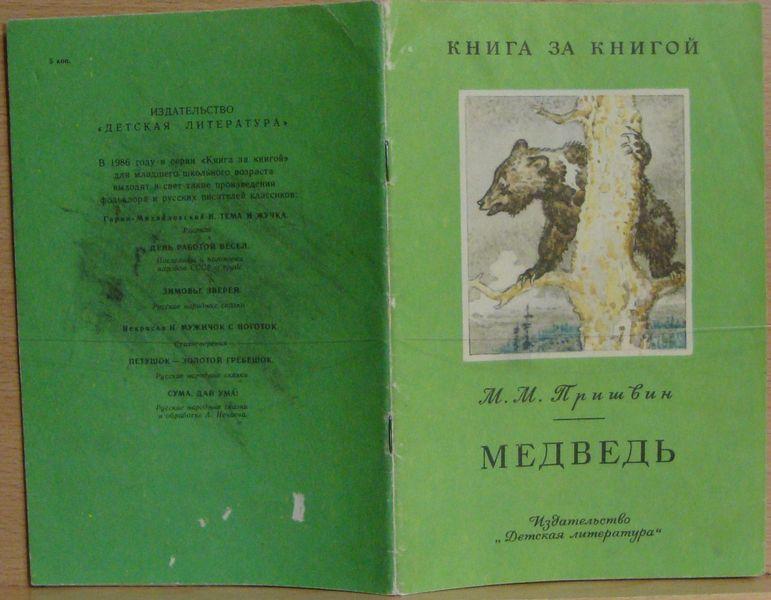 5 коп.
ИЗДАТЕЛЬСТВО
«ДЕТСКАЯ ЛИТЕРАТУРА»
В 1986 году в серии «Книга за книгой»
для младшего школьного возраста
выходят в свет такие произведения
фольклора и русских писателей классиков:
Гарин-Михайловский Н. ТЕМА И ЖУЧКА.
Рассказ
ДЕНЬ РАБОТОЙ ВЕСЕЛ.
Пословицы и поговорки
народов СССР о труде
ЗИМОВЬЕ ЗВЕРЕЙ.
Русские народные сказки
Некрасов Н. МУЖИЧОК С НОГОТОК.
Стихотворения
ПЕТУШОК — ЗОЛОТОЙ ГРЕБЕШОК.
Русские народные сказки
СУМА, ДАЙ УМА!
Русские народные сказки
в обработке А. Нечаева.
КНИГА ЗА КНИГОЙ
М. М. Пришвин
МЕДВЕДЬ
Издательство
„Детская литература“